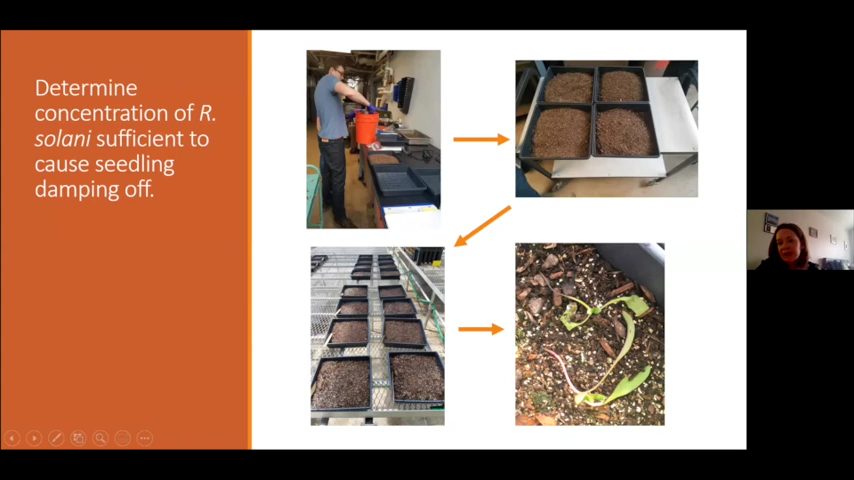 Determine
concentration of R.
solani sufficient to
cause seedling
damping off.